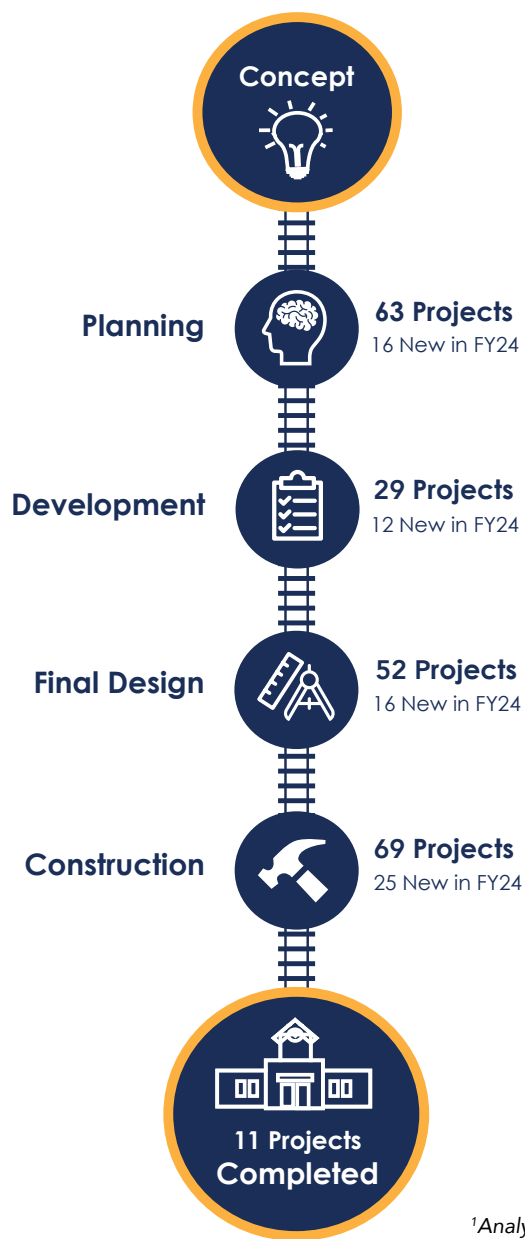 Concept
Planning
63 Projects
16 New in FY24
Development
29 Projects
12 New in FY24
Final Design
52 Projects
16 New in FY24
Construction
69 Projects
25 New in FY24
11 Projects
Completed